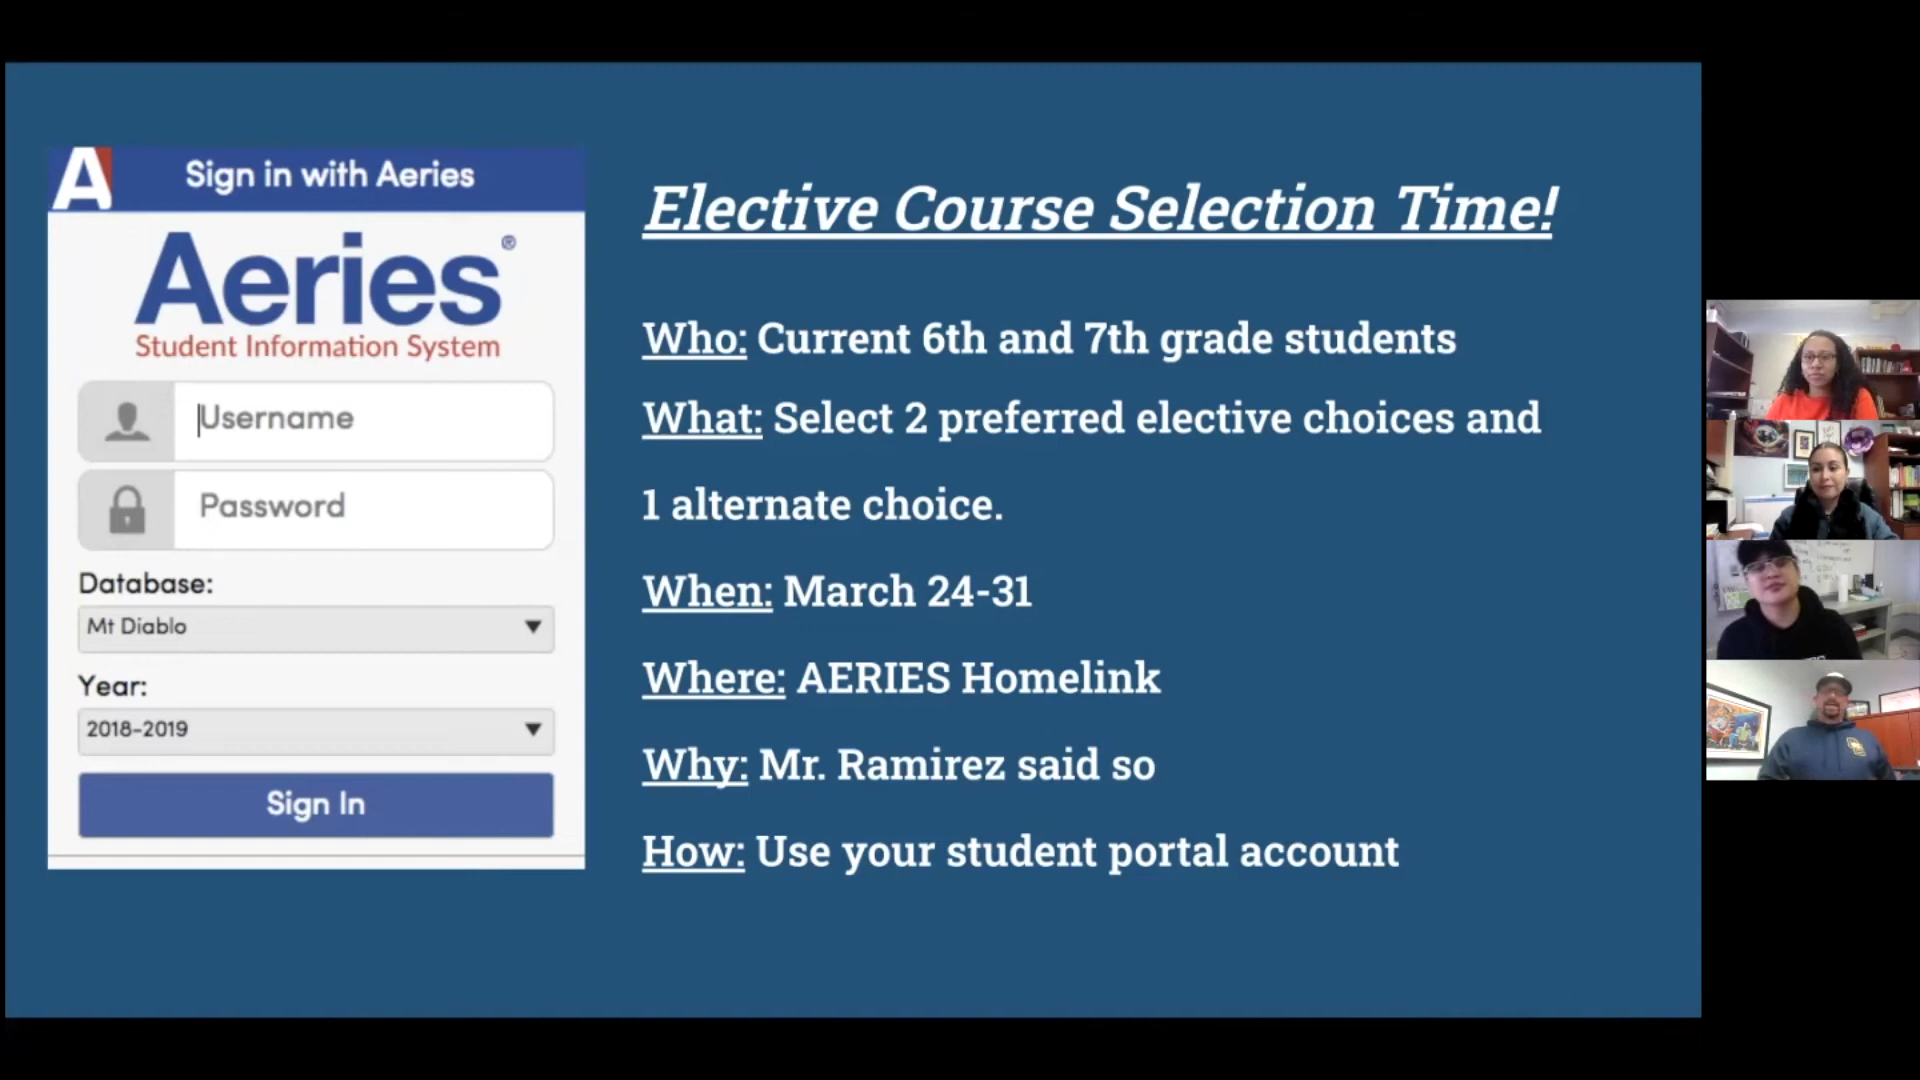 A
Sign in with Aeries
Aeries®
Student Information System
Username
Password
Database:
Mt Diablo
Year:
2018-2019
Sign In
Elective Course Selection Time!
Who: Current 6th and 7th grade students
What: Select 2 preferred elective choices and
1 alternate choice.
When: March 24-31
Where: AERIES Homelink
Why: Mr. Ramirez said so
How: Use your student portal account